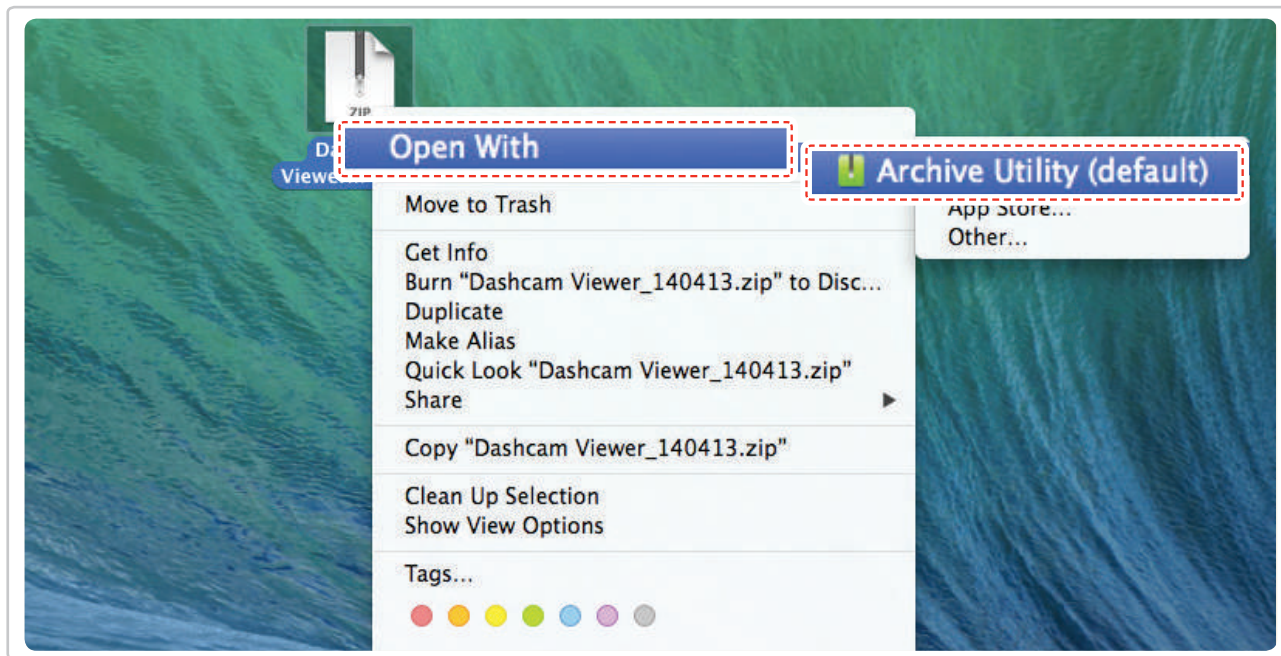 ZIP
Open With
Archive Utility (default)
App Store...
Other...
Move to Trash
Get Info
Burn “Dashcam Viewer_140413.zip” to Disc...
Duplicate
Make Alias
Quick Look “Dashcam Viewer_140413.zip”
Share
Copy “Dashcam Viewer_140413.zip”
Clean Up Selection
Show View Options
Tags...